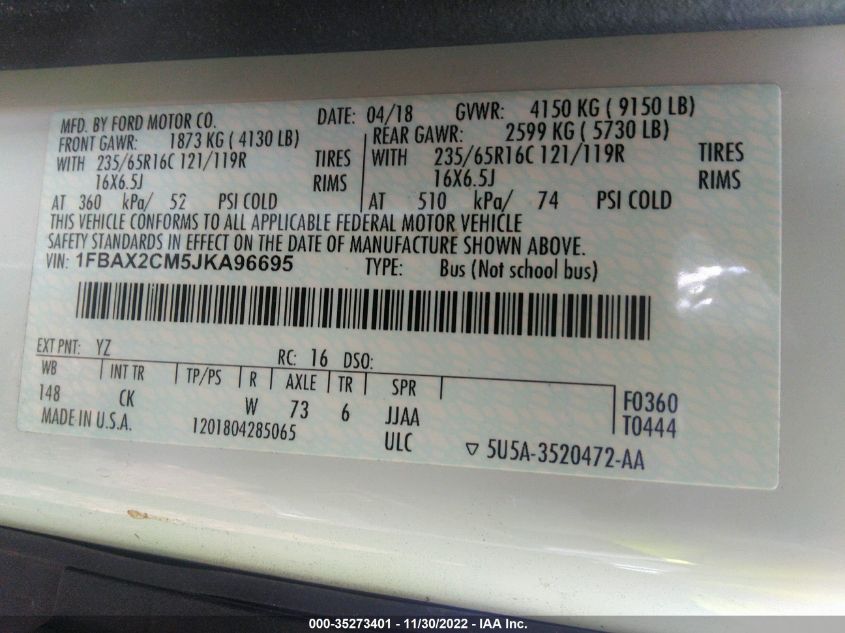 MFD. BY FORD MOTOR CO. DATE: 04/18 GVWR: 4150 KG ( 9150 LB)
FRONT GAWR: 1873 KG ( 4130 LB) REAR GAWR: 2599 KG ( 5730 LB)
WITH 235/65R16C 121/119R TIRES WITH 235/65R16C 121/119R TIRES
16X6.5J RIMS 16X6.5J RIMS
AT 360 kPa/ 52 PSI COLD AT 510 kPa/ 74 PSI COLD
THIS VEHICLE CONFORMS TO ALL APPLICABLE FEDERAL MOTOR VEHICLE
SAFETY STANDARDS IN EFFECT ON THE DATE OF MANUFACTURE SHOWN ABOVE.
VIN: 1FBAX2CM5JKA96695 TYPE: Bus (Not school bus)
EXT PNT: YZ RC: 16 DSO:
WB INT TR TP/PS R AXLE TR SPR
148 CK W 73 6 JJAA F0360
MADE IN U.S.A. 1201804285065 ULC T0444
▽ 5U5A-3520472-AA
000-35273401 - 11/30/2022 - IAA Inc.